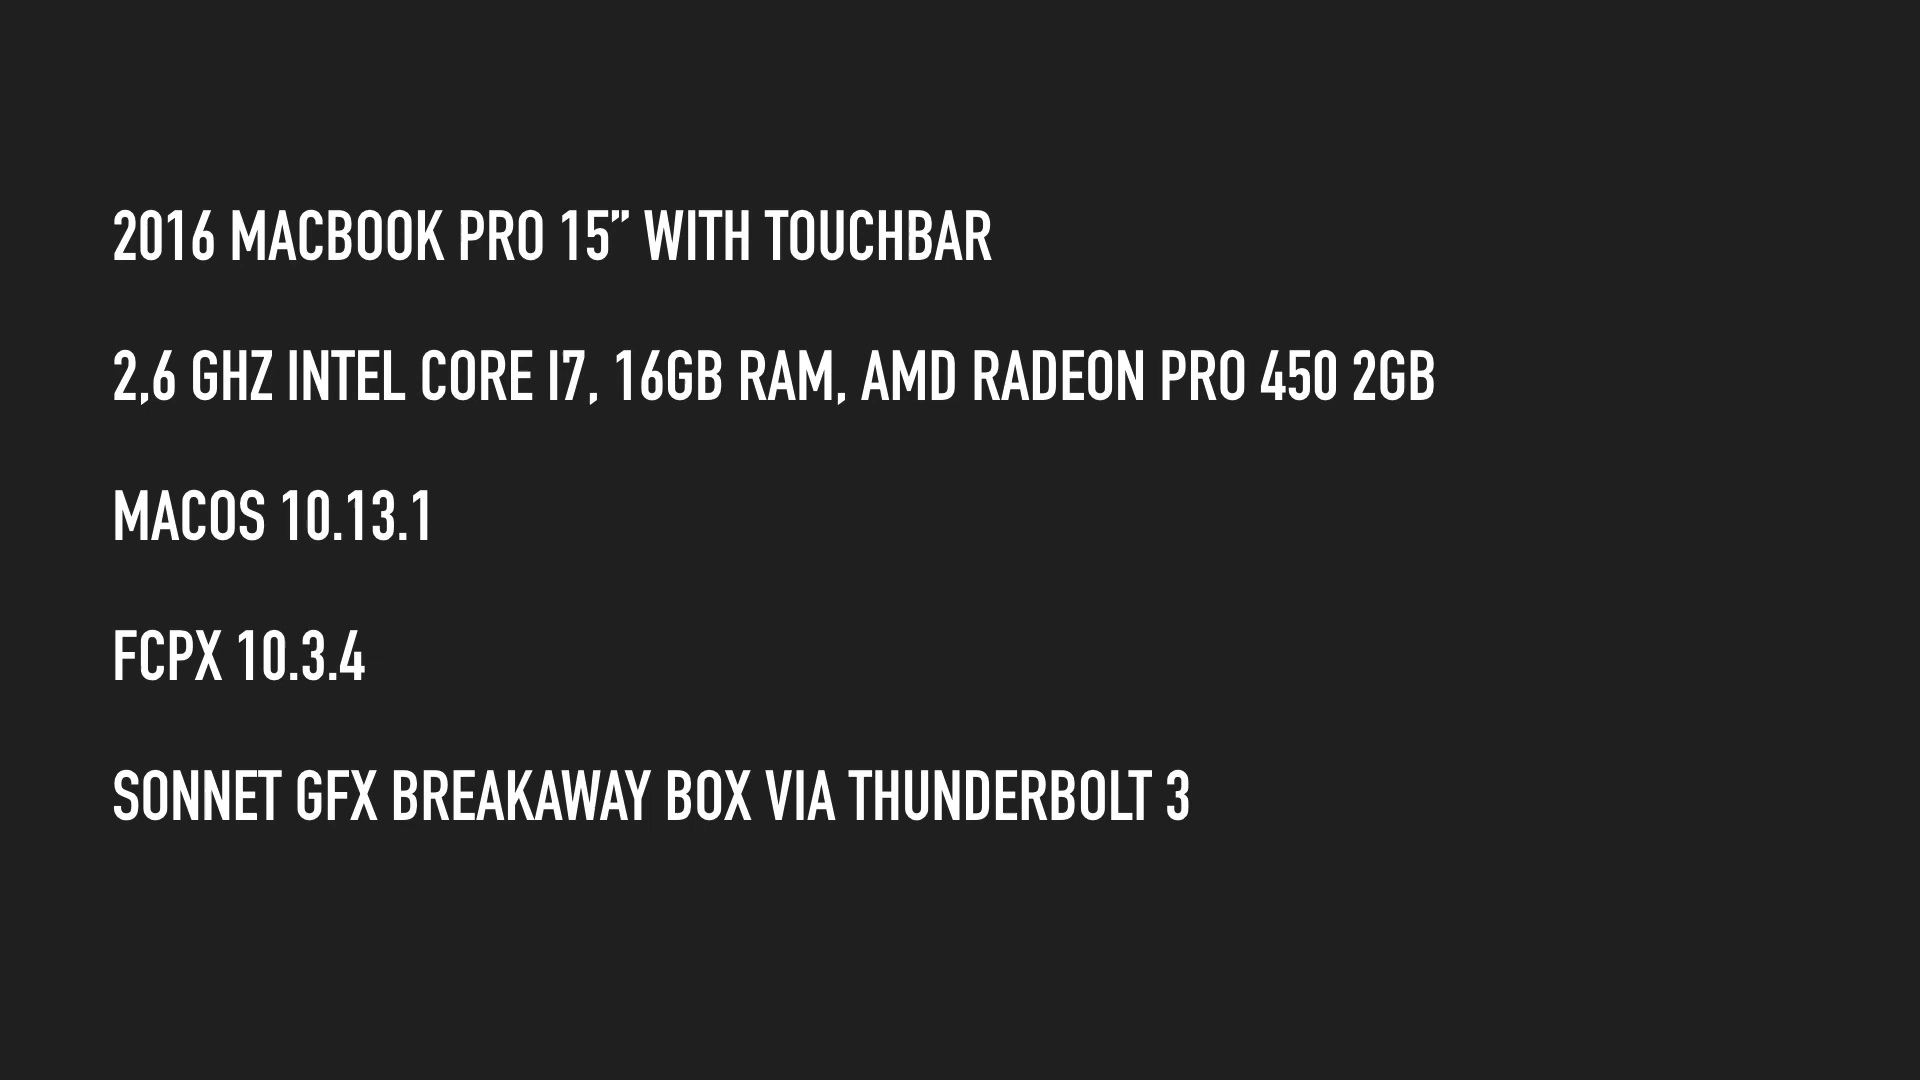 2016 MACBOOK PRO 15” WITH TOUCHBAR
2,6 GHZ INTEL CORE I7, 16GB RAM, AMD RADEON PRO 450 2GB
MACOS 10.13.1
FCPX 10.3.4
SONNET GFX BREAKAWAY BOX VIA THUNDERBOLT 3